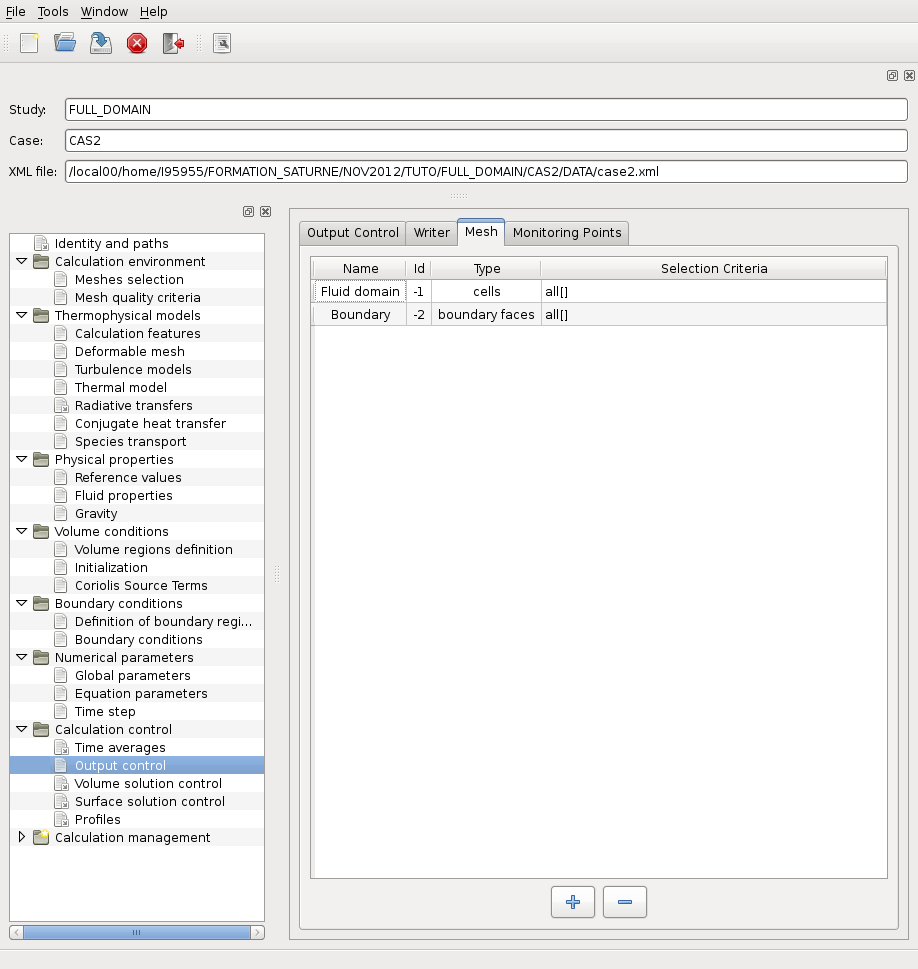 File Tools Window Help
Study: FULL_DOMAIN
Case: CAS2
XML file: /local00/home/I95955/FORMATION_SATURNE/NOV2012/TUTO/FULL_DOMAIN/CAS2/DATA/case2.xml
Identity and paths
Calculation environment
Meshes selection
Mesh quality criteria
Thermophysical models
Calculation features
Deformable mesh
Turbulence models
Thermal model
Radiative transfers
Conjugate heat transfer
Species transport
Physical properties
Reference values
Fluid properties
Gravity
Volume conditions
Volume regions definition
Initialization
Coriolis Source Terms
Boundary conditions
Definition of boundary regi...
Boundary conditions
Numerical parameters
Global parameters
Equation parameters
Time step
Calculation control
Time averages
Output control
Volume solution control
Surface solution control
Profiles
Calculation management
Output Control Writer Mesh Monitoring Points
Name Id Type Selection Criteria
Fluid domain -1 cells all[]
Boundary -2 boundary faces all[]